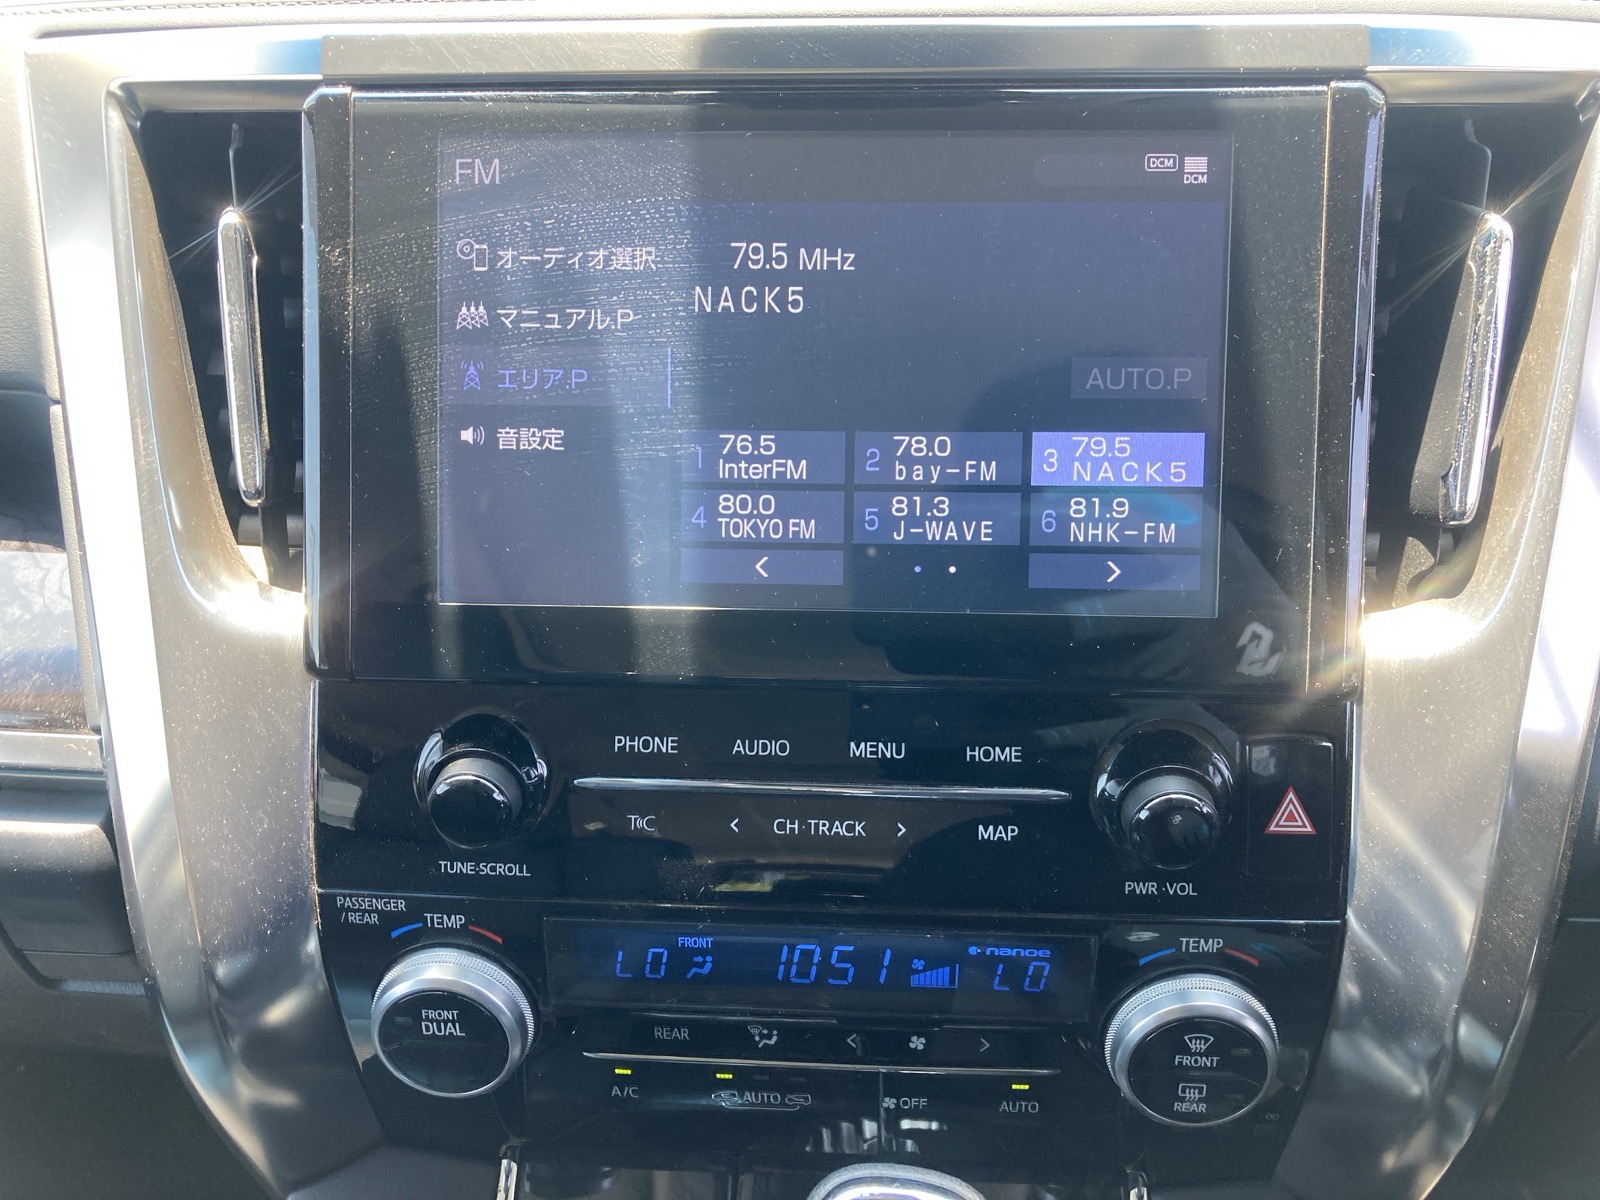 FM
DCM
DCM
オーディオ選択
マニュアル.P
エリア.P
音設定
79.5 MHz
NACK5
AUTO.P
1 76.5 InterFM
2 78.0 bay-FM
3 79.5 NACK5
4 80.0 TOKYO FM
5 81.3 J-WAVE
6 81.9 NHK-FM
< >
PHONE AUDIO MENU HOME
T C < CH·TRACK > MAP
TUNE·SCROLL
PWR·VOL
PASSENGER
/ REAR
TEMP
TEMP
FRONT
LO 1051 nanoe LO
FRONT
DUAL
REAR < >
A/C AUTO OFF AUTO
FRONT
REAR